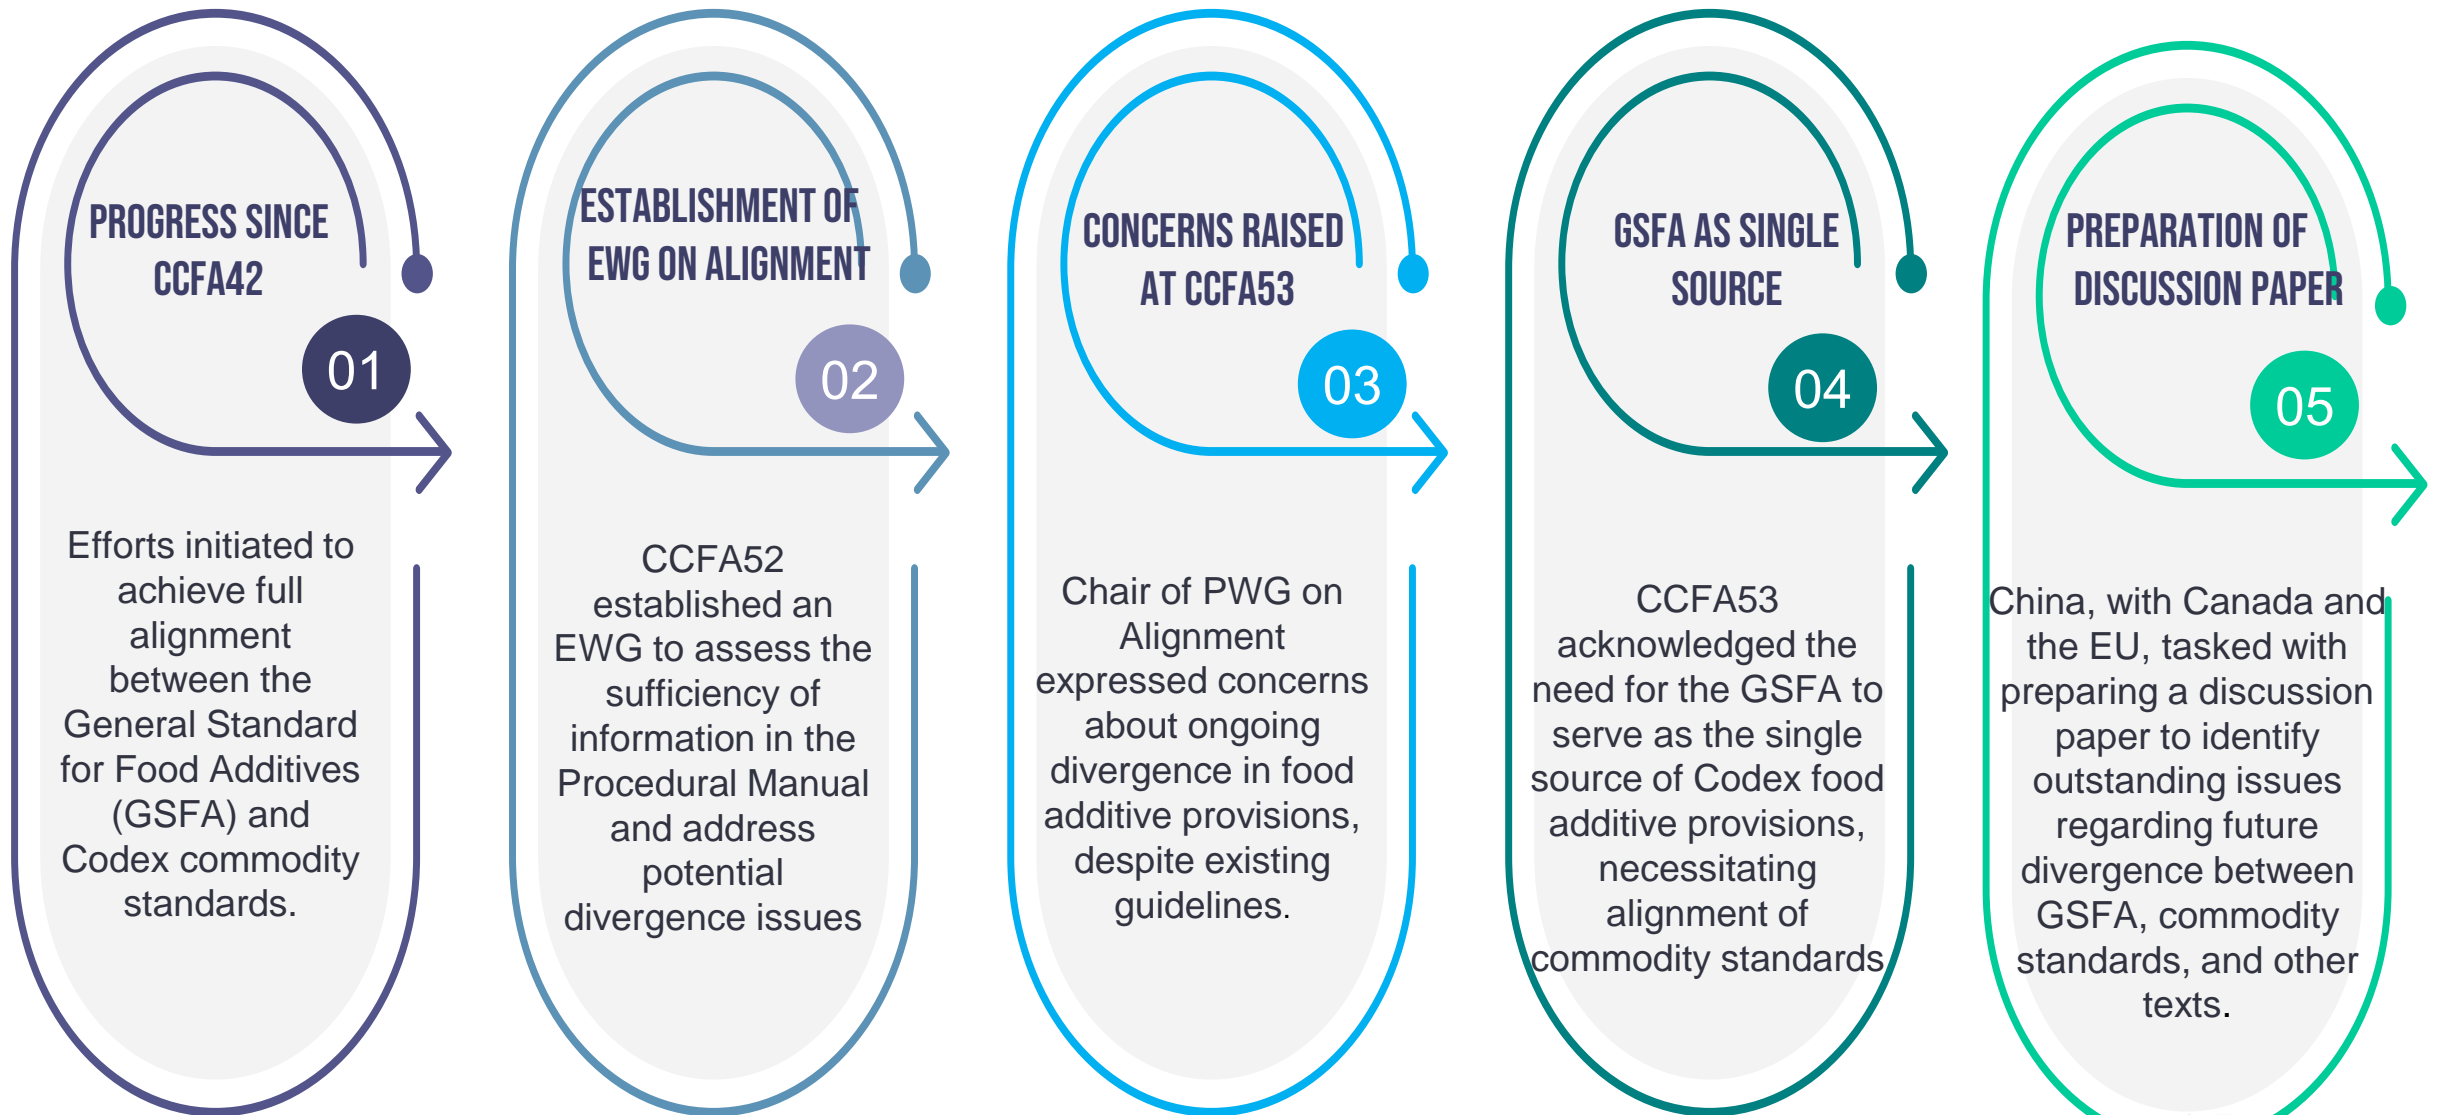 PROGRESS SINCE
CCFA42
01
Efforts initiated to
achieve full
alignment
between the
General Standard
for Food Additives
(GSFA) and
Codex commodity
standards.
ESTABLISHMENT OF
EWG ON ALIGNMENT
02
CCFA52
established an
EWG to assess the
sufficiency of
information in the
Procedural Manual
and address
potential
divergence issues
CONCERNS RAISED
AT CCFA53
03
Chair of PWG on
Alignment
expressed concerns
about ongoing
divergence in food
additive provisions,
despite existing
guidelines.
GSFA AS SINGLE
SOURCE
04
CCFA53
acknowledged the
need for the GSFA to
serve as the single
source of Codex food
additive provisions,
necessitating
alignment of
commodity standards
PREPARATION OF
DISCUSSION PAPER
05
China, with Canada and
the EU, tasked with
preparing a discussion
paper to identify
outstanding issues
regarding future
divergence between
GSFA, commodity
standards, and other
texts.